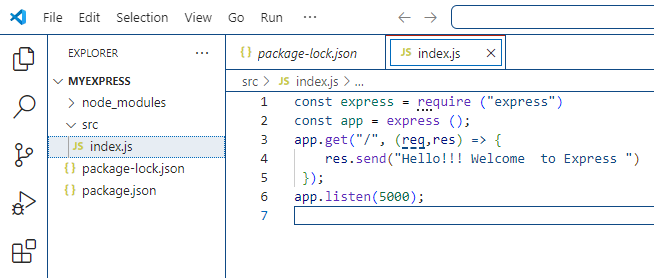 File Edit Selection View Go Run ···
EXPLORER ···
MYEXPRESS
node_modules
src
JS index.js
{} package-lock.json
{} package.json
{} package-lock.json JS index.js ×
src > JS index.js > ...
1 const express = require ("express")
2 const app = express ();
3 app.get("/", (req,res) => {
4 res.send("Hello!!! Welcome  to Express ")
5 });
6 app.listen(5000);
7